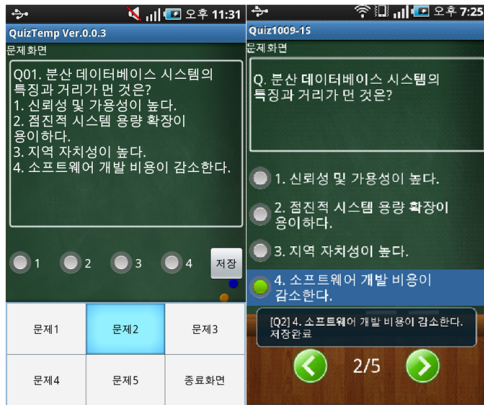 오후 11:31
QuizTemp Ver.0.0.3
문제화면
Q01. 분산 데이터베이스 시스템의
특징과 거리가 먼 것은?
1. 신뢰성 및 가용성이 높다.
2. 점진적 시스템 용량 확장이
용이하다.
3. 지역 자치성이 높다.
4. 소프트웨어 개발 비용이 감소한다.
1 2 3 4 저장
문제1 문제2 문제3
문제4 문제5 종료화면
오후 7:25
Quiz1009-1S
문제화면
Q. 분산 데이터베이스 시스템의
특징과 거리가 먼 것은?
1. 신뢰성 및 가용성이 높다.
2. 점진적 시스템 용량 확장이
용이하다.
3. 지역 자치성이 높다.
4. 소프트웨어 개발 비용이
감소한다.
[Q2] 4. 소프트웨어 개발 비용이 감소한다.
저장완료
2/5